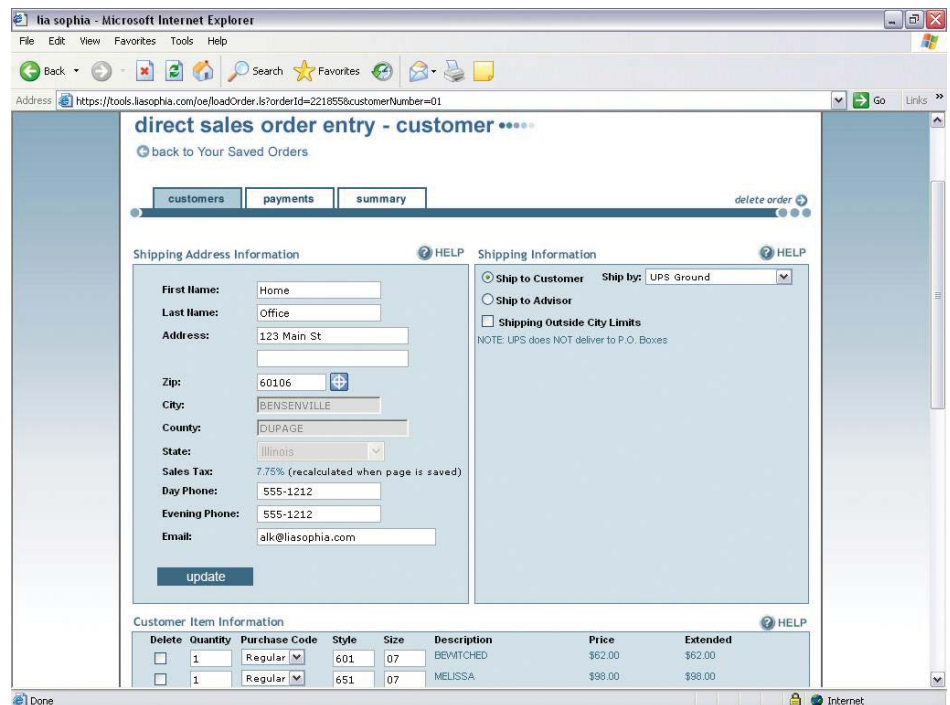 lia sophia - Microsoft Internet Explorer
File Edit View Favorites Tools Help
Back Search Favorites
Address https://tools.liasophia.com/oe/loadOrder.ls?orderId=221855&customerNumber=01 Go Links »
direct sales order entry - customer
back to Your Saved Orders
customers payments summary delete order
Shipping Address Information ? HELP Shipping Information ? HELP
First Name: Home
Last Name: Office
Address: 123 Main St
Zip: 60106
City: BENSENVILLE
County: DUPAGE
State: Illinois
Sales Tax: 7.75% (recalculated when page is saved)
Day Phone: 555-1212
Evening Phone: 555-1212
Email: alk@liasophia.com
update
Ship to Customer Ship by: UPS Ground
Ship to Advisor
Shipping Outside City Limits
NOTE: UPS does NOT deliver to P.O. Boxes
Customer Item Information ? HELP
Delete Quantity Purchase Code Style Size Description Price Extended
1 Regular 601 07 BEWITCHED $62.00 $62.00
1 Regular 651 07 MELISSA $98.00 $98.00
Done Internet